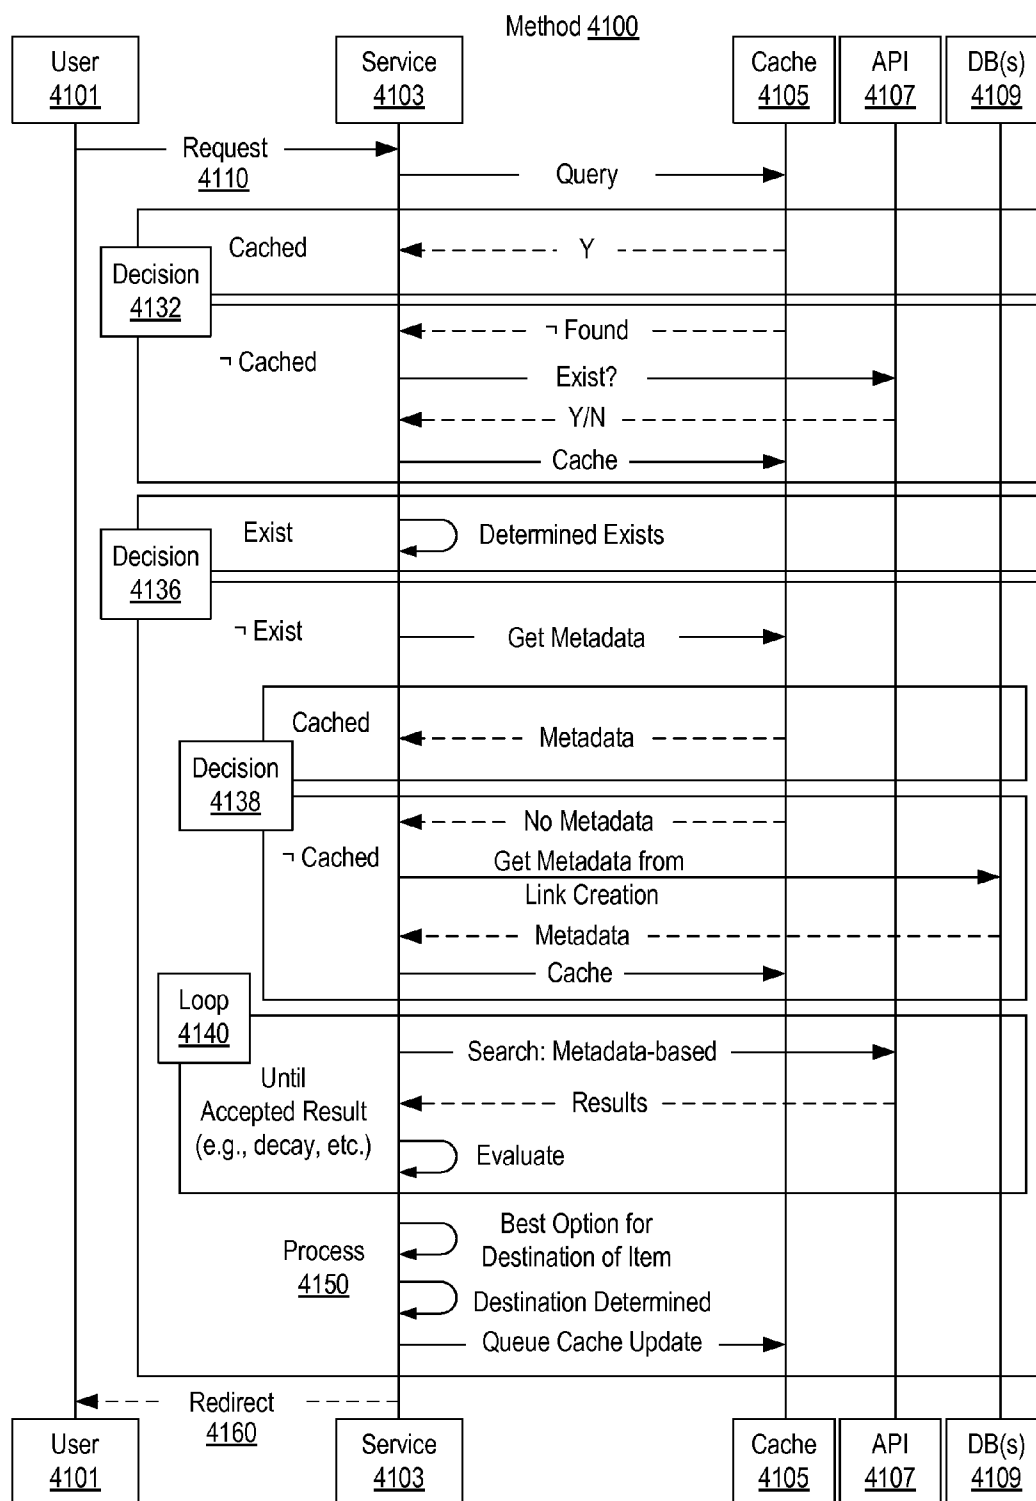 Method 4100
User
4101
Service
4103
Cache
4105
API
4107
DB(s)
4109
Request
4110
Query
Cached
Y
Decision
4132
¬ Found
¬ Cached
Exist?
Y/N
Cache
Exist
Determined Exists
Decision
4136
¬ Exist
Get Metadata
Cached
Metadata
Decision
4138
No Metadata
¬ Cached
Get Metadata from
Link Creation
Metadata
Cache
Loop
4140
Search: Metadata-based
Until
Accepted Result
(e.g., decay, etc.)
Results
Evaluate
Best Option for
Destination of Item
Process
4150
Destination Determined
Queue Cache Update
Redirect
4160
User
4101
Service
4103
Cache
4105
API
4107
DB(s)
4109